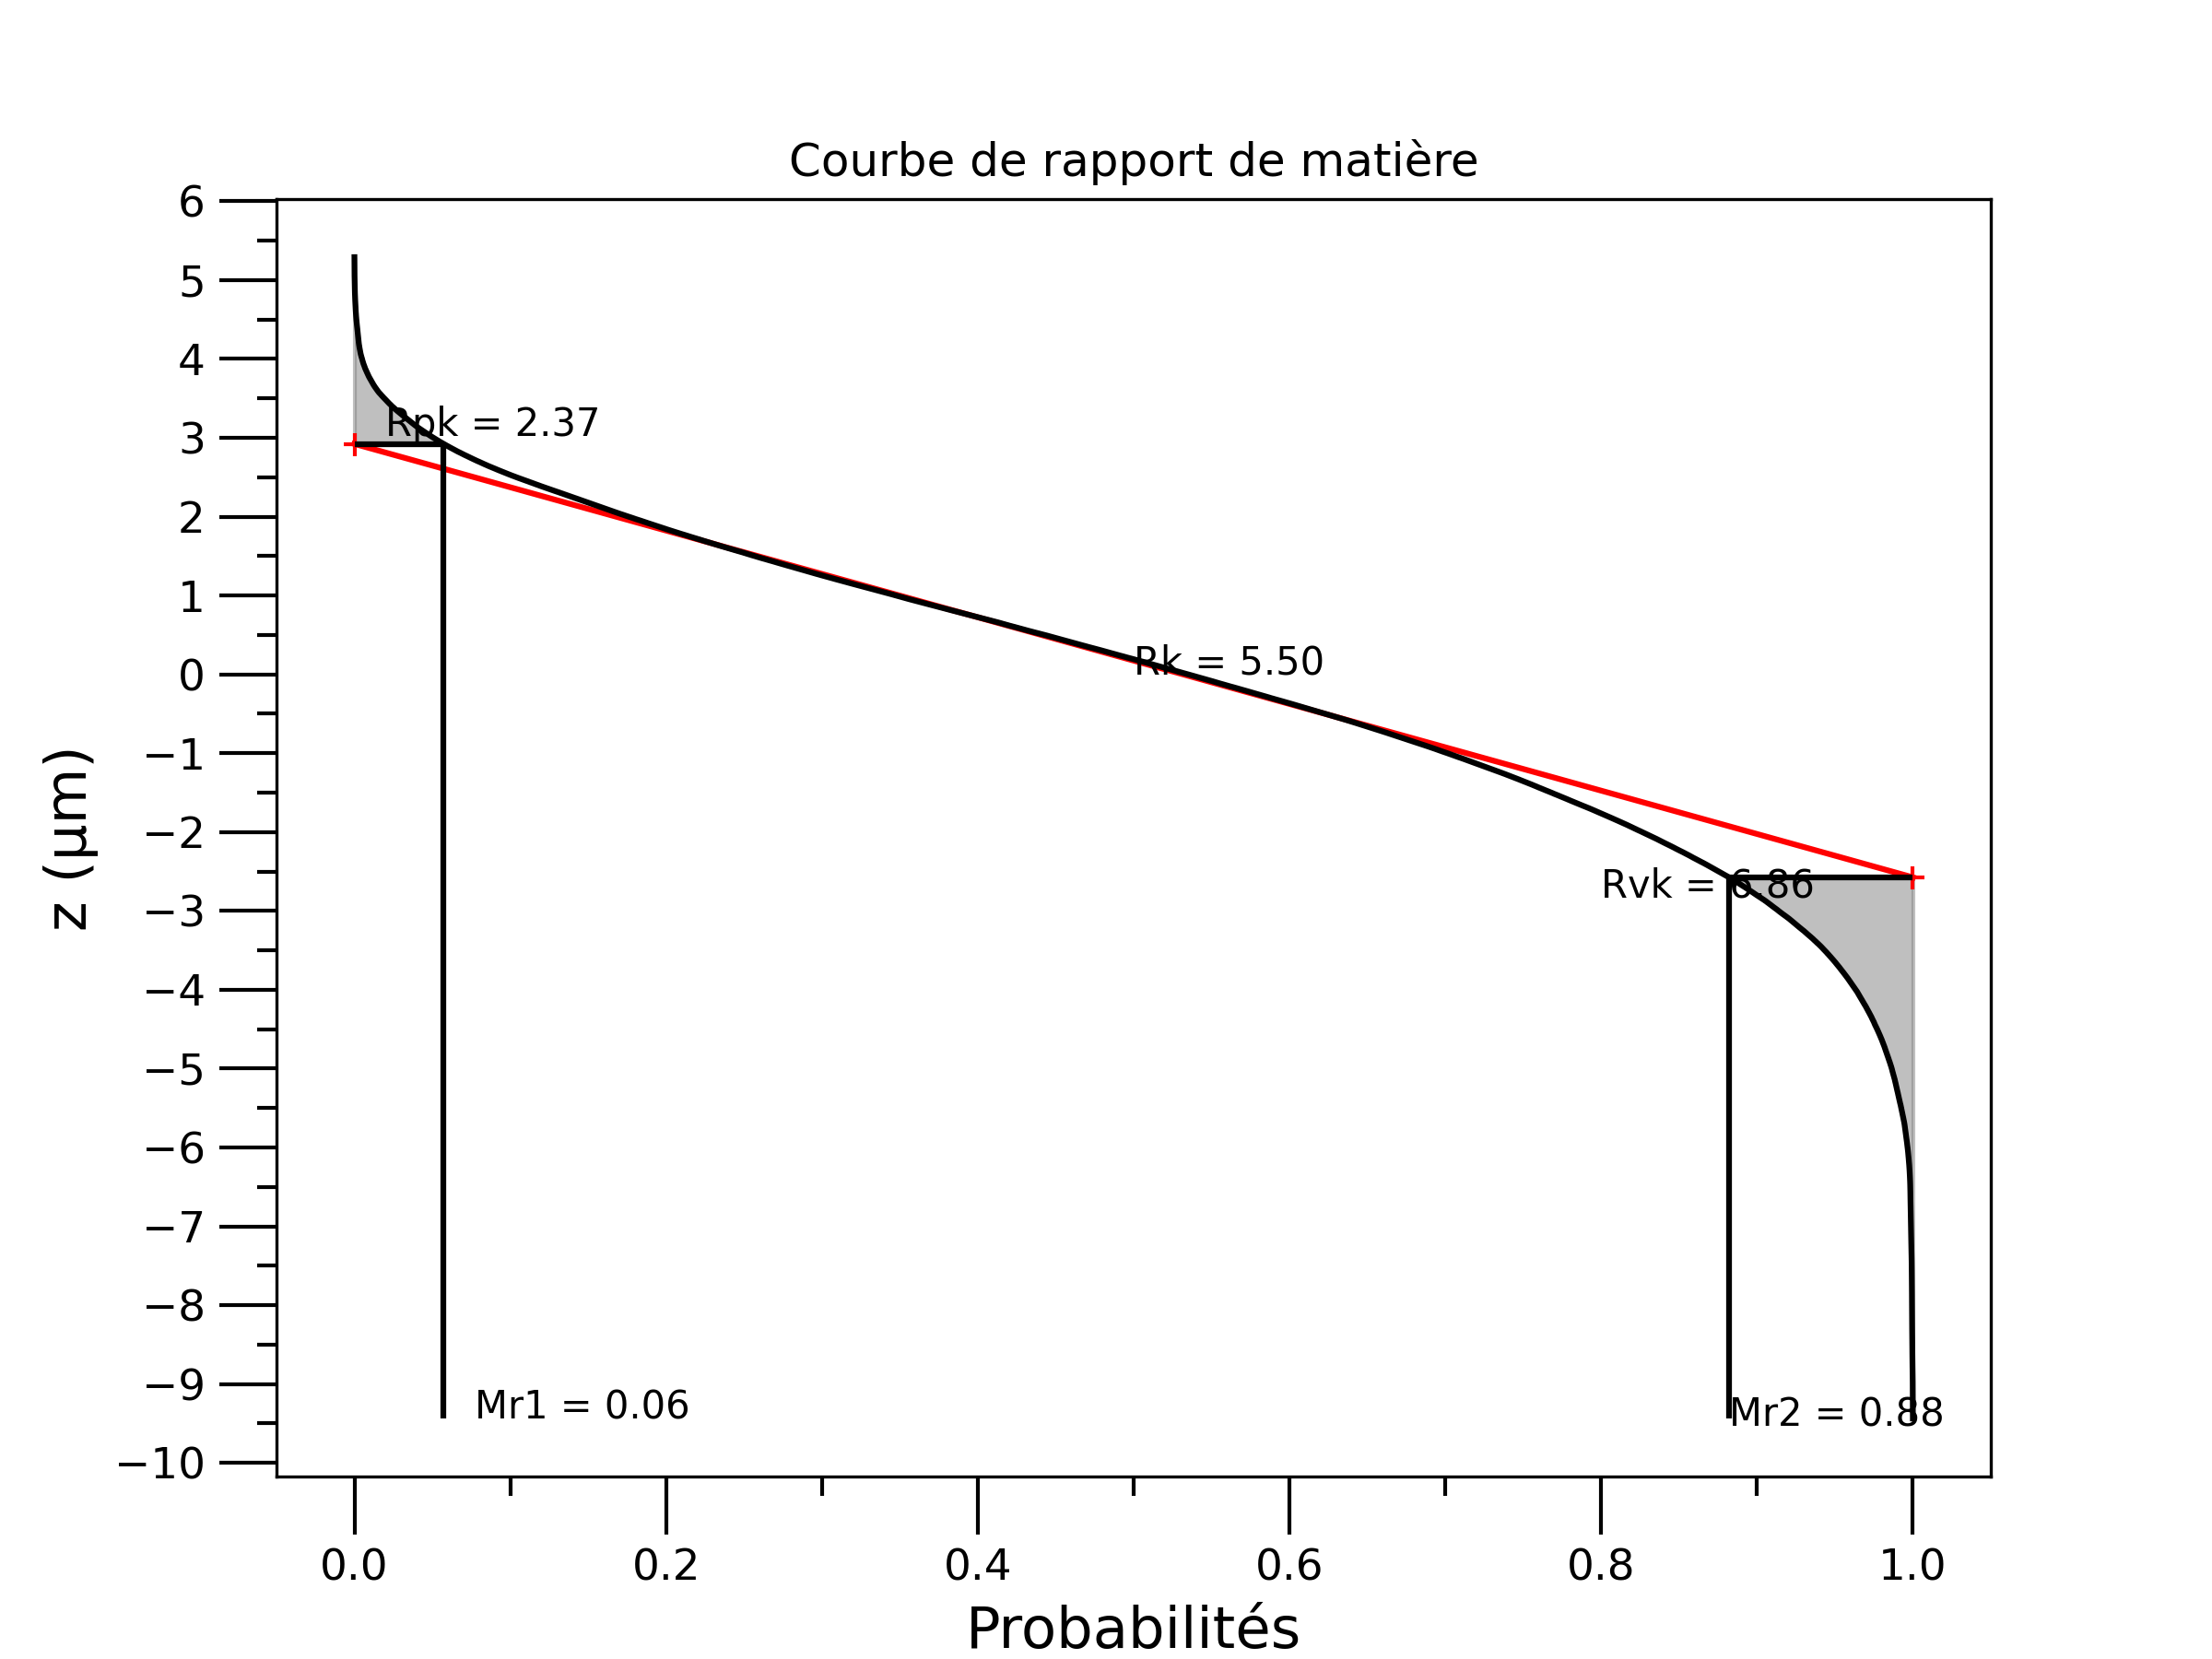 Courbe de rapport de matière
6
5
4
3
2
1
0
−1
−2
−3
−4
−5
−6
−7
−8
−9
−10
z (µm)
Rpk = 2.37
Rk = 5.50
Rvk = 6.86
Mr1 = 0.06
Mr2 = 0.88
0.0 0.2 0.4 0.6 0.8 1.0
Probabilités